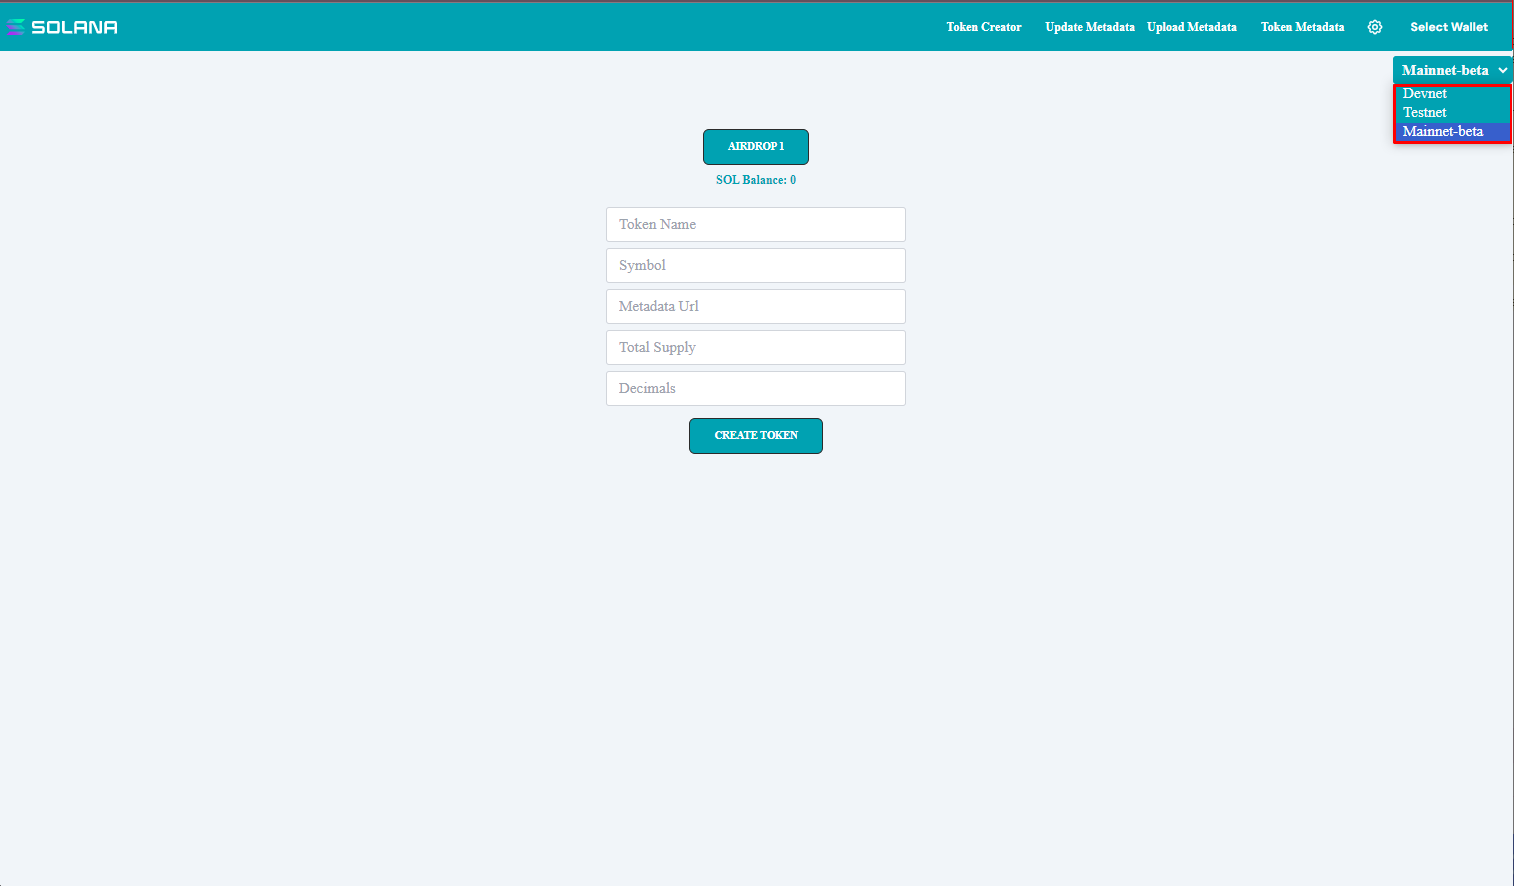 SOLANA
Token Creator
Update Metadata
Upload Metadata
Token Metadata
Select Wallet
Mainnet-beta
Devnet
Testnet
Mainnet-beta
AIRDROP 1
SOL Balance: 0
Token Name
Symbol
Metadata Url
Total Supply
Decimals
CREATE TOKEN